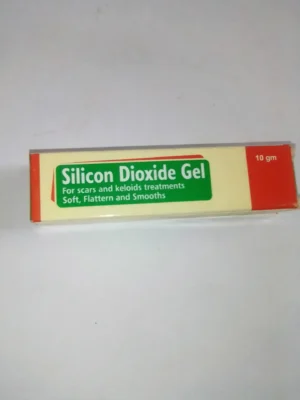 Silicon Dioxide Gel
For scars and keloids treatments
Soft, Flattern and Smooths
10 gm